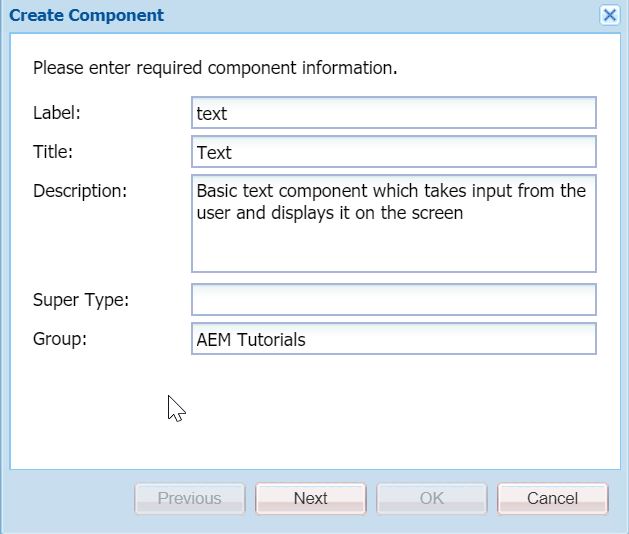 Create Component
Please enter required component information.
Label: text
Title: Text
Description: Basic text component which takes input from the
user and displays it on the screen
Super Type:
Group: AEM Tutorials
Previous Next OK Cancel